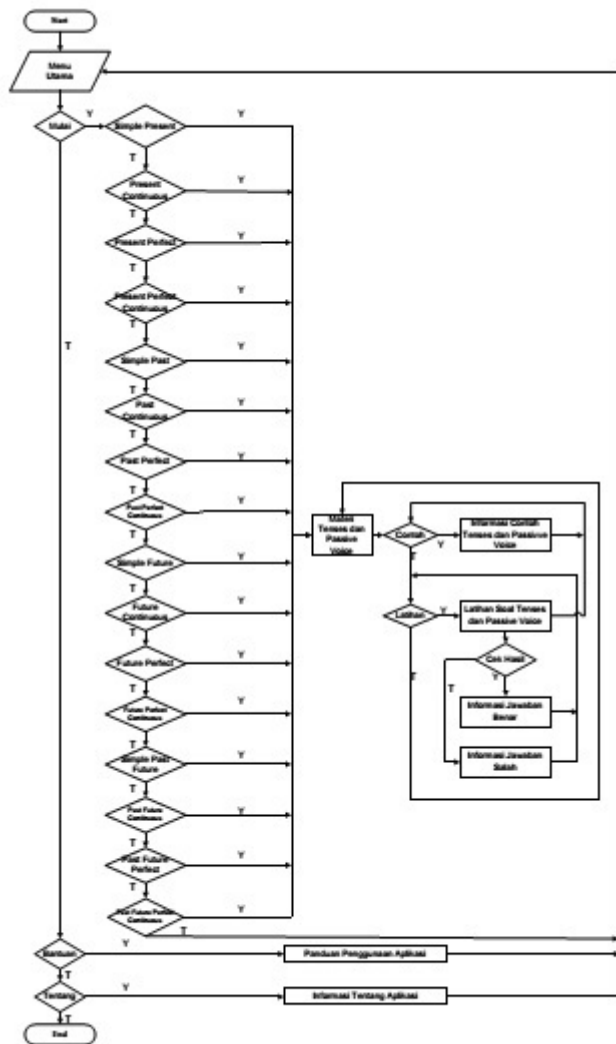 Start
Menu
Utama
Mulai
Y
Simple Present
Y
T
Present
Continuous
Y
T
Present Perfect
Y
T
Present Perfect
Continuous
Y
T
T
Simple Past
Y
T
Past
Continuous
Y
T
Past Perfect
Y
T
Past Perfect
Continuous
Y
T
Simple Future
Y
T
Future
Continuous
Y
T
Future Perfect
Y
T
Future Perfect
Continuous
Y
T
Simple Past
Future
Y
T
Past Future
Continuous
Y
T
Past Future
Perfect
Y
T
Past Future Perfect
Continuous
Y
T
Materi
Tenses dan
Passive
Voice
Contoh
Y
T
Informasi Contoh
Tenses dan Passive
Voice
Latihan
Y
T
Latihan Soal Tenses
dan Passive Voice
Cek Hasil
Y
T
Informasi Jawaban
Benar
Informasi Jawaban
Salah
Bantuan
Y
Panduan Penggunaan Aplikasi
T
Tentang
Y
Informasi Tentang Aplikasi
T
End